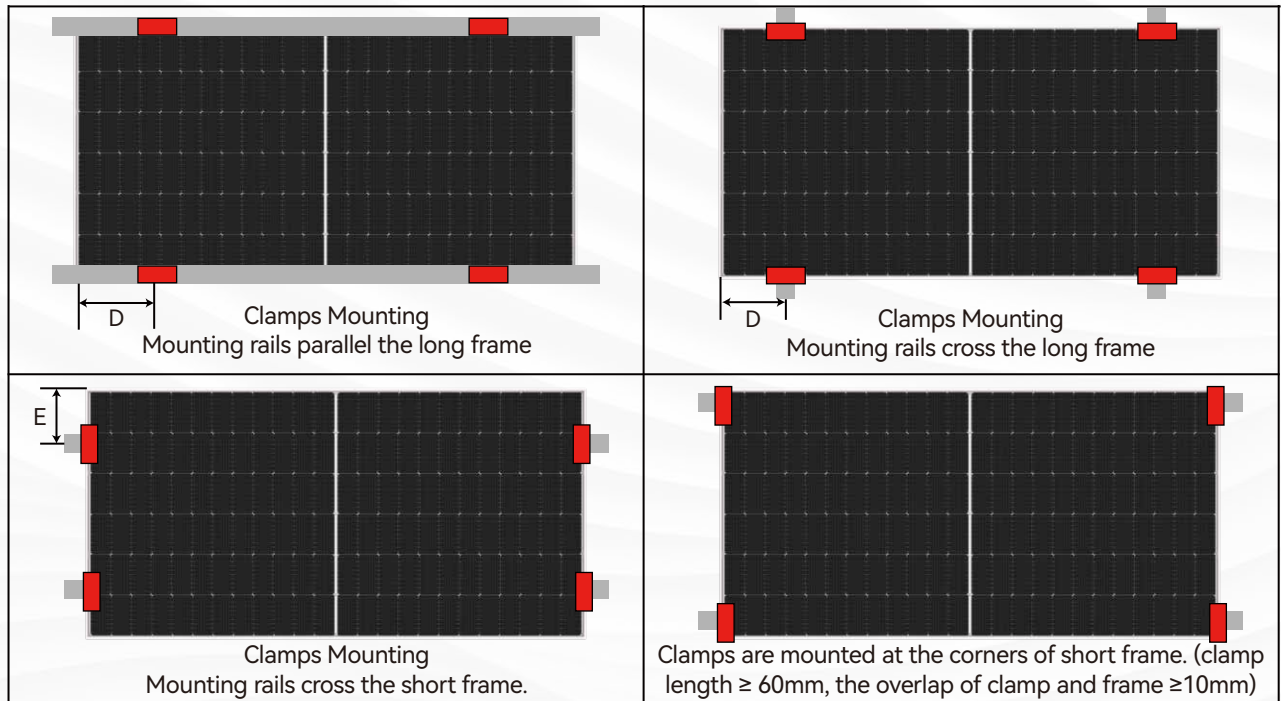 D
Clamps Mounting
Mounting rails parallel the long frame
D
Clamps Mounting
Mounting rails cross the long frame
E
Clamps Mounting
Mounting rails cross the short frame.
Clamps are mounted at the corners of short frame. (clamp
length ≥ 60mm, the overlap of clamp and frame ≥10mm)